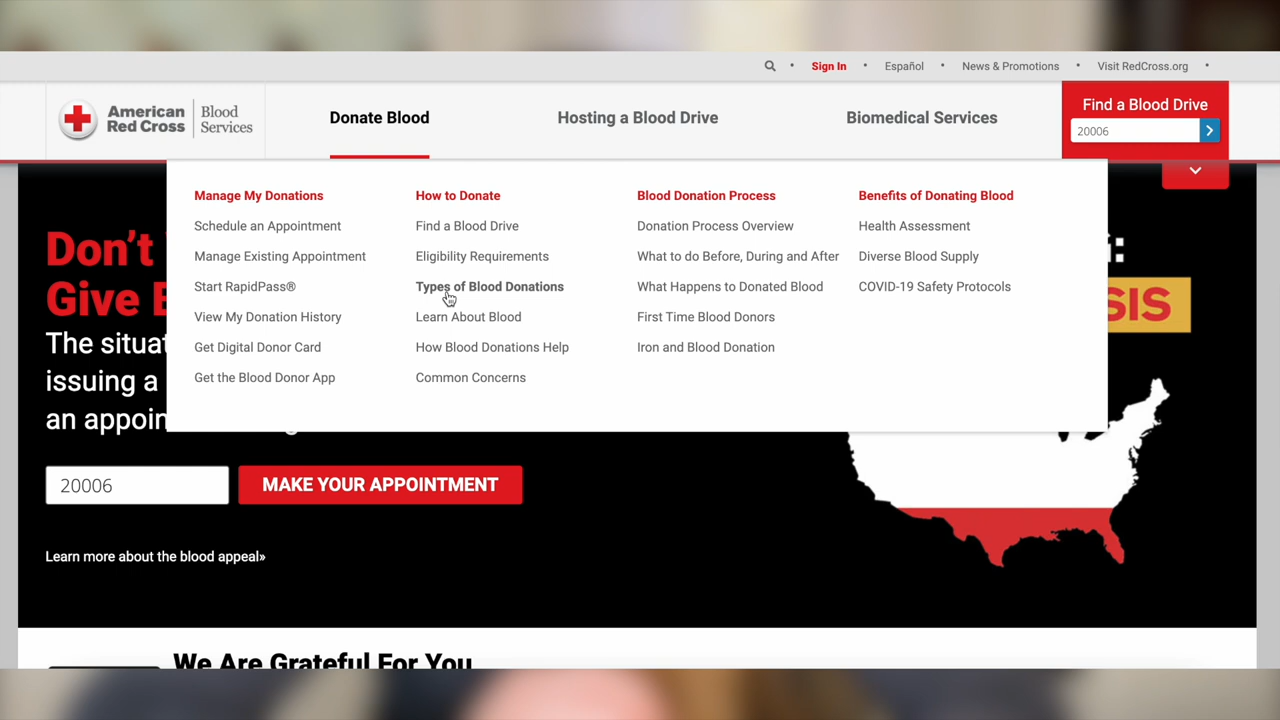 Sign In
Español
News & Promotions
Visit RedCross.org
American
Red Cross
Blood
Services
Donate Blood
Hosting a Blood Drive
Biomedical Services
Find a Blood Drive
20006
Manage My Donations
Schedule an Appointment
Manage Existing Appointment
Start RapidPass®
View My Donation History
Get Digital Donor Card
Get the Blood Donor App
How to Donate
Find a Blood Drive
Eligibility Requirements
Types of Blood Donations
Learn About Blood
How Blood Donations Help
Common Concerns
Blood Donation Process
Donation Process Overview
What to do Before, During and After
What Happens to Donated Blood
First Time Blood Donors
Iron and Blood Donation
Benefits of Donating Blood
Health Assessment
Diverse Blood Supply
COVID-19 Safety Protocols
Don't
Give
The
issuing a
an
20006
MAKE YOUR APPOINTMENT
Learn more about the blood appeal»
We Are Grateful For You